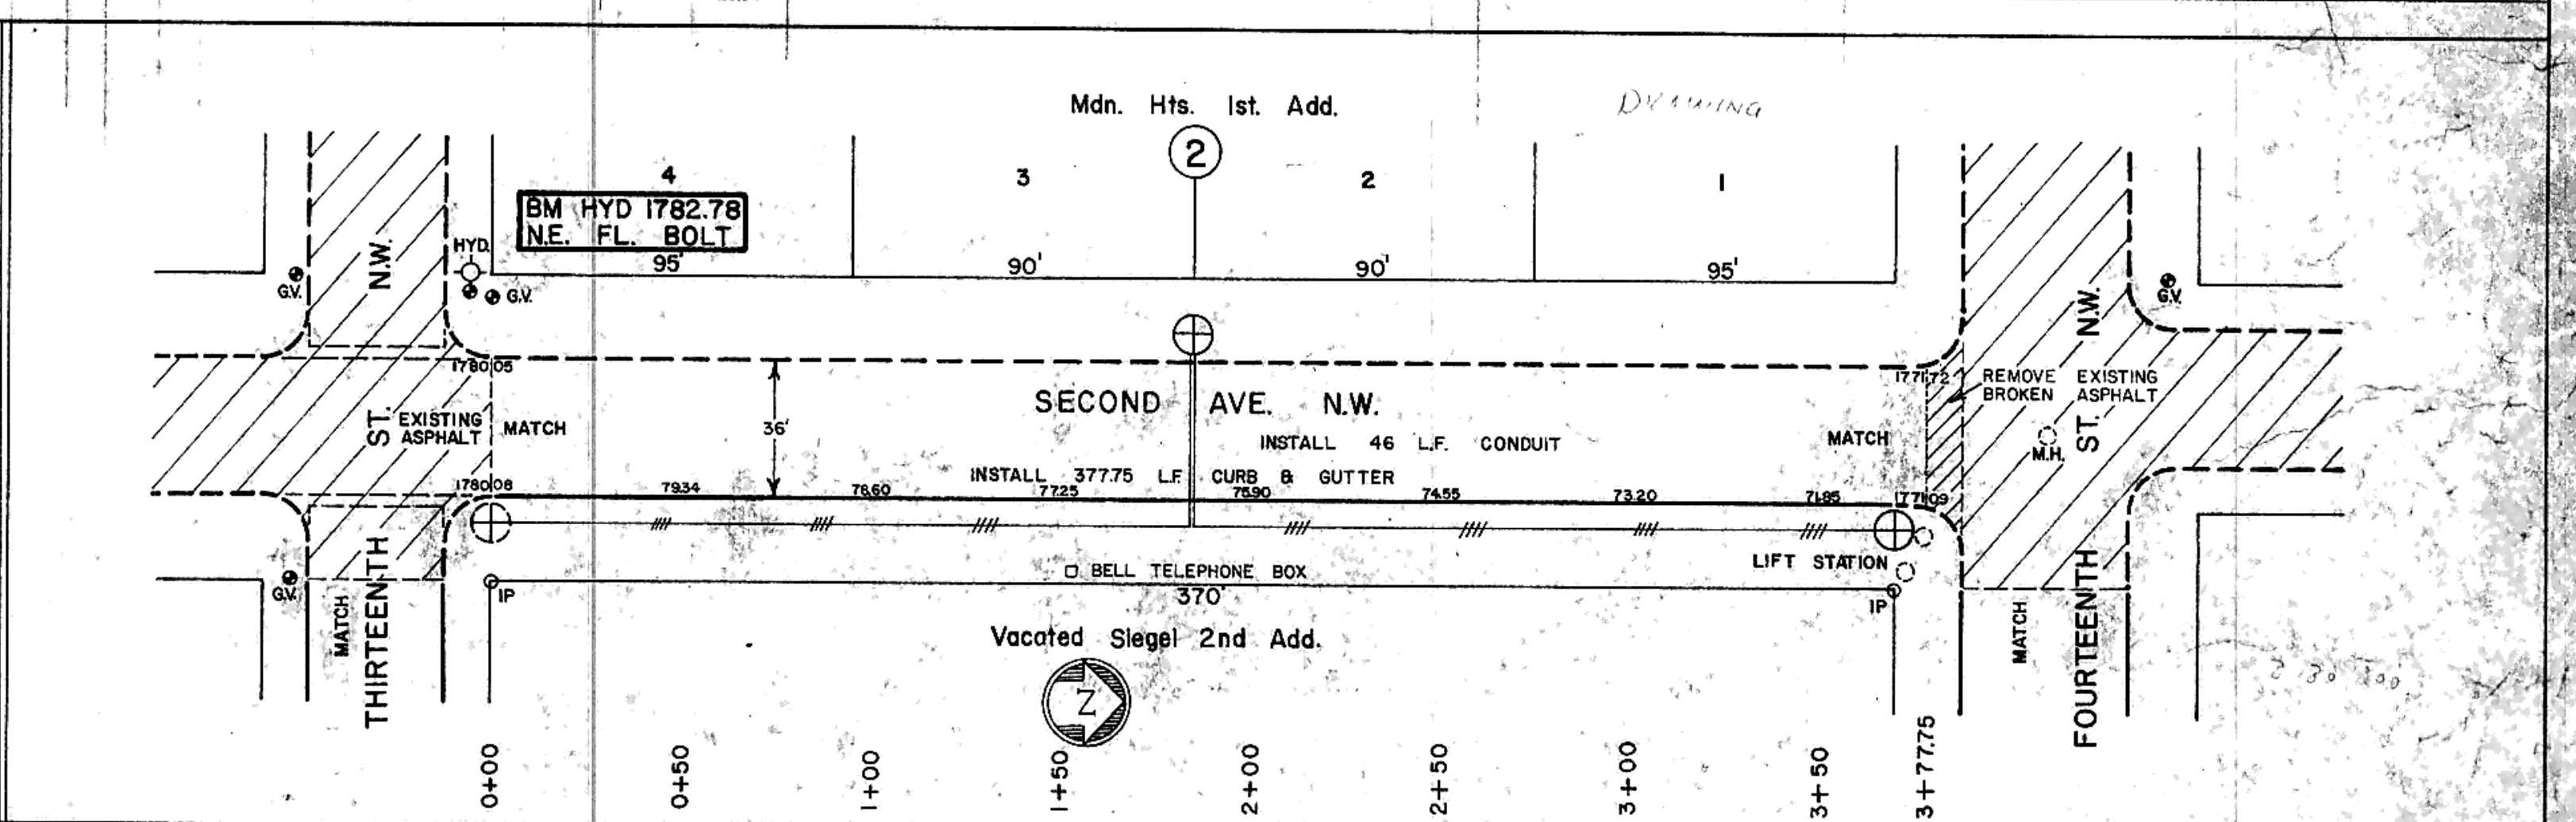 Mdn. Hts. 1st. Add.
DRAWING
2
4
3
2
1
BM HYD 1782.78
N.E. FL. BOLT
95'
90'
90'
95'
HYD.
G.V.
G.V.
G.V.
N.W.
N.W.
1780.05
1771.72
REMOVE EXISTING
BROKEN ASPHALT
SECOND AVE. N.W.
ST.
EXISTING
ASPHALT
MATCH
36'
INSTALL 46 L.F. CONDUIT
MATCH
ST.
M.H.
INSTALL 377.75 L.F. CURB & GUTTER
1780.08
79.34
78.60
77.25
75.90
74.55
73.20
71.85
1771.09
LIFT STATION
BELL TELEPHONE BOX
G.V.
IP
370'
IP
MATCH
THIRTEENTH
Vacated Siegel 2nd Add.
MATCH
FOURTEENTH
Z
0+00
0+50
1+00
1+50
2+00
2+50
3+00
3+50
3+77.75